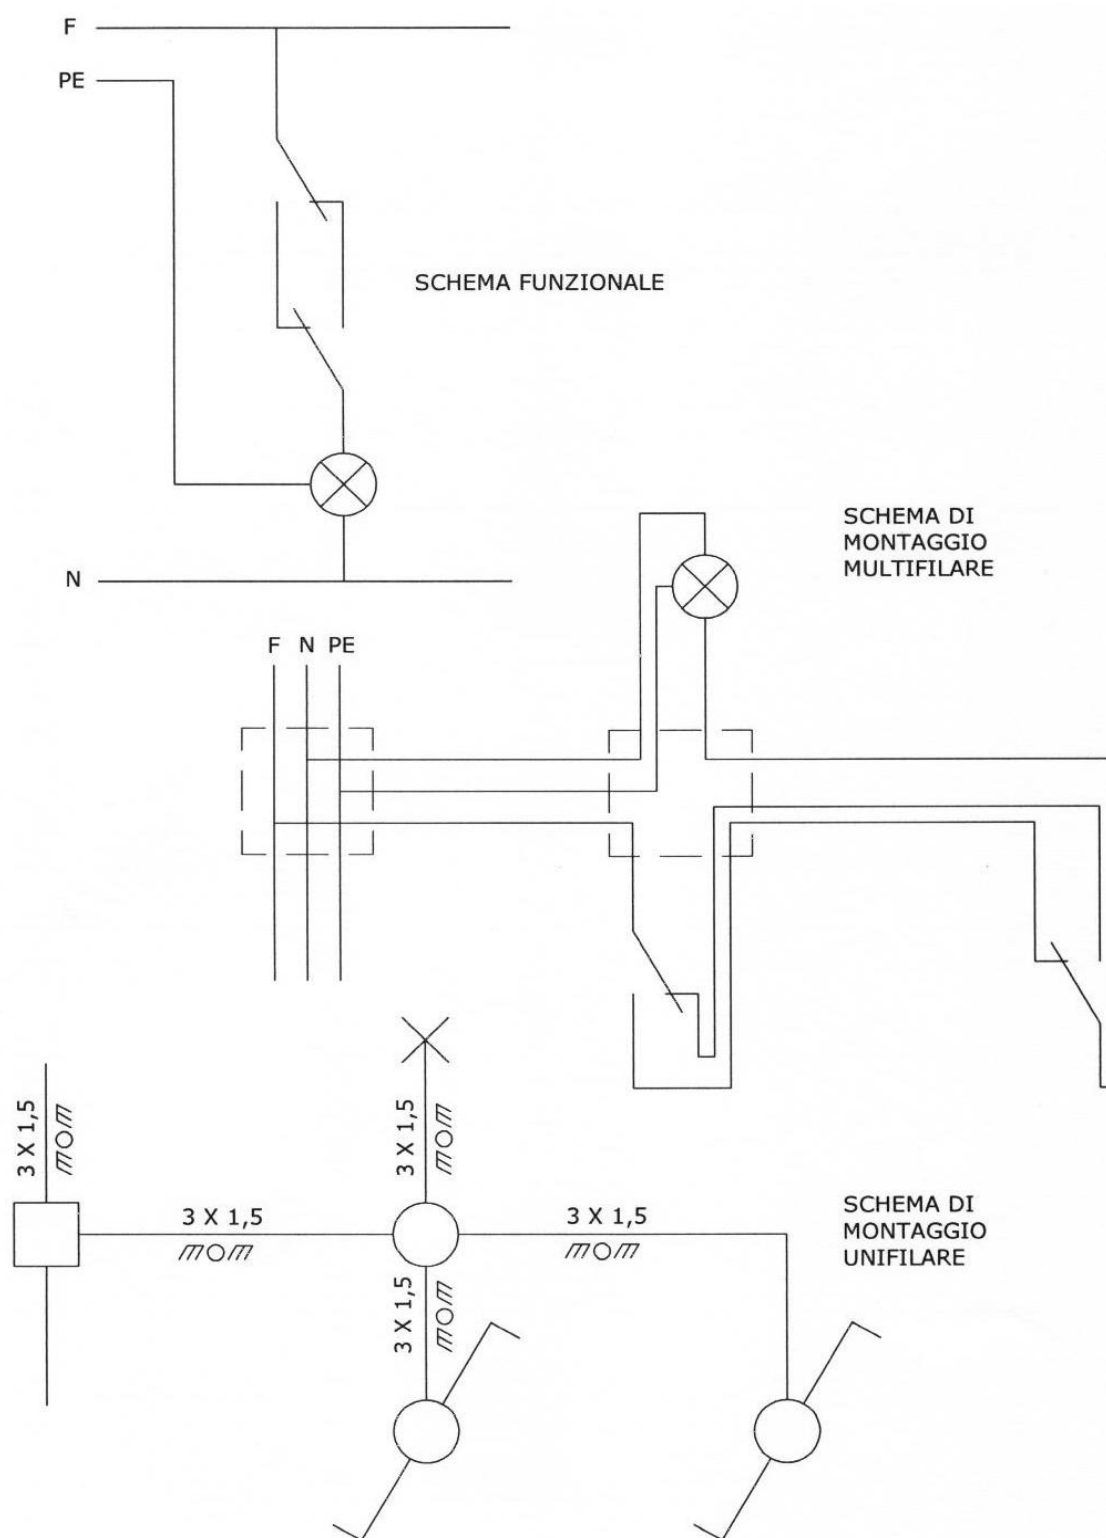 F
PE
SCHEMA FUNZIONALE
N
SCHEMA DI
MONTAGGIO
MULTIFILARE
F N PE
3 X 1,5
3 X 1,5
3 X 1,5
3 X 1,5
3 X 1,5
SCHEMA DI
MONTAGGIO
UNIFILARE